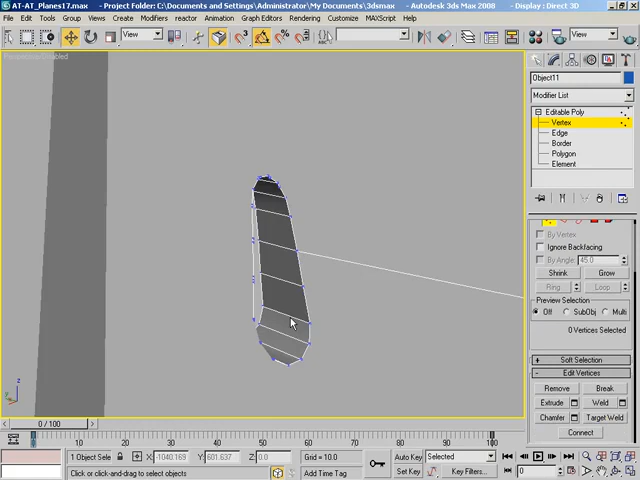 AT-AT_Planes17.max - Project Folder: C:\Documents and Settings\Administrator\My Documents\3dsmax - Autodesk 3ds Max 2008 - Display : Direct 3D
File Edit Tools Group Views Create Modifiers reactor Animation Graph Editors Rendering Customize MAXScript Help
View
View
Object11
Modifier List
Editable Poly
Vertex
Edge
Border
Polygon
Element
By Vertex
Ignore Backfacing
By Angle: 45.0
Shrink Grow
Ring Loop
Preview Selection
Off SubObj Multi
0 Vertices Selected
Soft Selection
Edit Vertices
Remove Break
Extrude Weld
Chamfer Target Weld
Connect
0 / 100
0 10 20 30 40 50 60 70 80 90 100
1 Object Sele X: -1040.169 Y: 601.637 Z: 0.0 Grid = 10.0 Auto Key Selected
Click or click-and-drag to select objects Add Time Tag Set Key Key Filters... 0